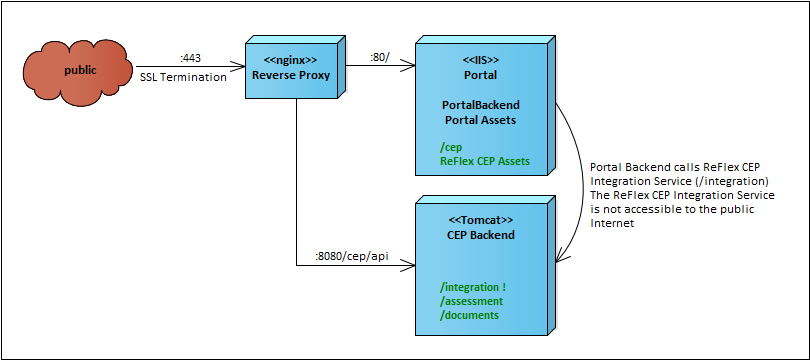 public
:443
SSL Termination
<<nginx>>
Reverse Proxy
:80/
<<IIS>>
Portal
PortalBackend
Portal Assets
/cep
ReFlex CEP Assets
Portal Backend calls ReFlex CEP
Integration Service (/integration)
The ReFlex CEP Integration Service
is not accessible to the public
Internet
:8080/cep/api
<<Tomcat>>
CEP Backend
/integration !
/assessment
/documents